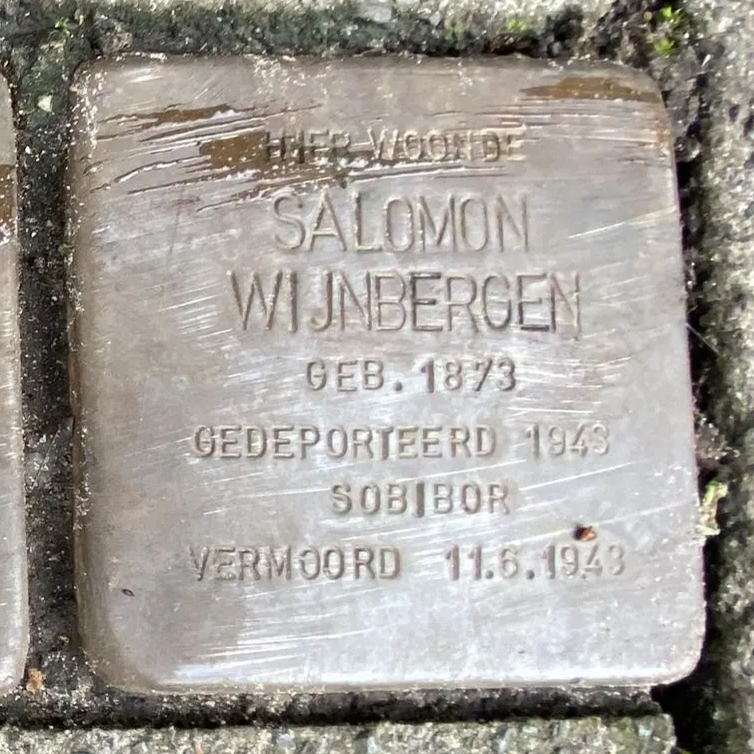 HIER WOONDE
SALOMON
WIJNBERGEN
GEB. 1873
GEDEPORTEERD 1943
SOBIBOR
VERMOORD 11.6.1943